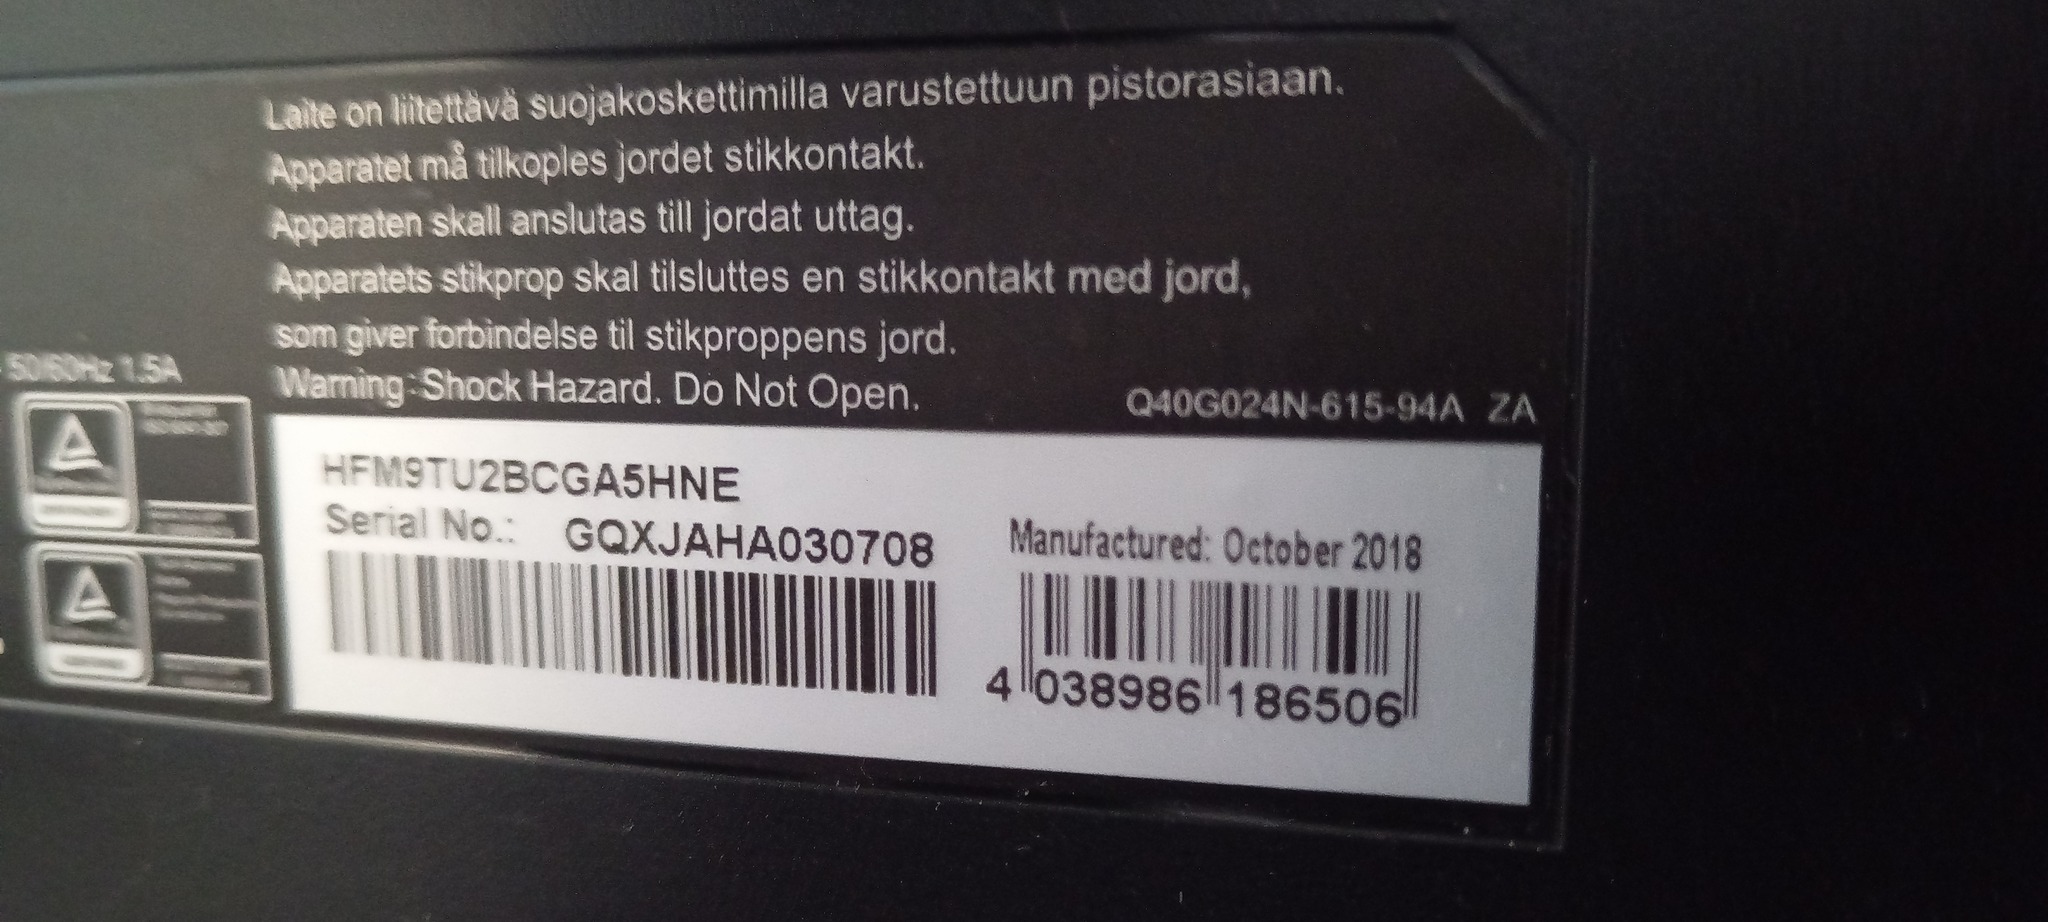 Laite on liitettävä suojakoskettimilla varustettuun pistorasiaan.
Apparatet må tilkoples jordet stikkontakt.
Apparaten skall anslutas till jordat uttag.
Apparatets stikprop skal tilsluttes en stikkontakt med jord,
som giver forbindelse til stikproppens jord.
50/60Hz 1.5A
Warning: Shock Hazard. Do Not Open.
Q40G024N-615-94A ZA
HFM9TU2BCGA5HNE
Serial No.: GQXJAHA030708
Manufactured: October 2018
4 038986 186506